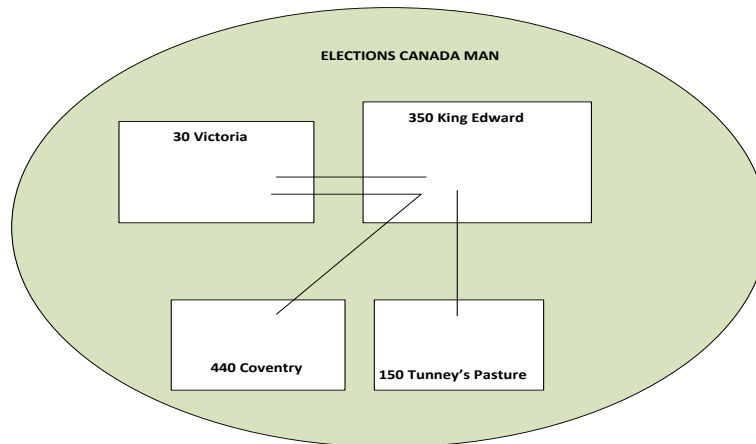 ELECTIONS CANADA MAN
30 Victoria
350 King Edward
440 Coventry
150 Tunney's Pasture